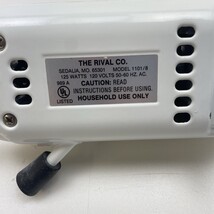 THE RIVAL CO.
SEDALIA, MO. 65301 MODEL 1101/8
125 WATTS 120 VOLTS 50-60 HZ. AC.
CAUTION: READ
INSTRUCTIONS BEFORE USING.
HOUSEHOLD USE ONLY
LISTED